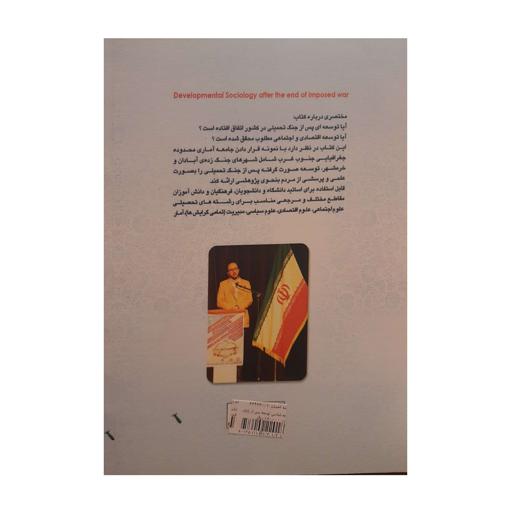 Developmental Sociology after the end of imposed war
مختصری درباره کتاب:
آیا توسعه ای پس از جنگ تحمیلی در کشور اتفاق افتاده است ؟
آیا توسعه اقتصادی و اجتماعی مطلوب محقق شده است ؟
این کتاب در نظر دارد با نمونه قرار دادن جامعه آماری محدوده
جغرافیایی جنوب غرب شامل شهرهای جنگ زده‌ی آبادان و
خرمشهر، توسعه صورت گرفته پس از جنگ تحمیلی را بصورت
علمی و پرسشی از مردم بنحوی پژوهشی ارائه کند.
قابل استفاده برای اساتید دانشگاه و دانشجویان، فرهنگیان و دانش آموزان
مقاطع مختلف و مرجعی مناسب برای رشته های تحصیلی
علوم اجتماعی، علوم اقتصادی، علوم سیاسی، مدیریت (تمامی گرایش ها)، آمار